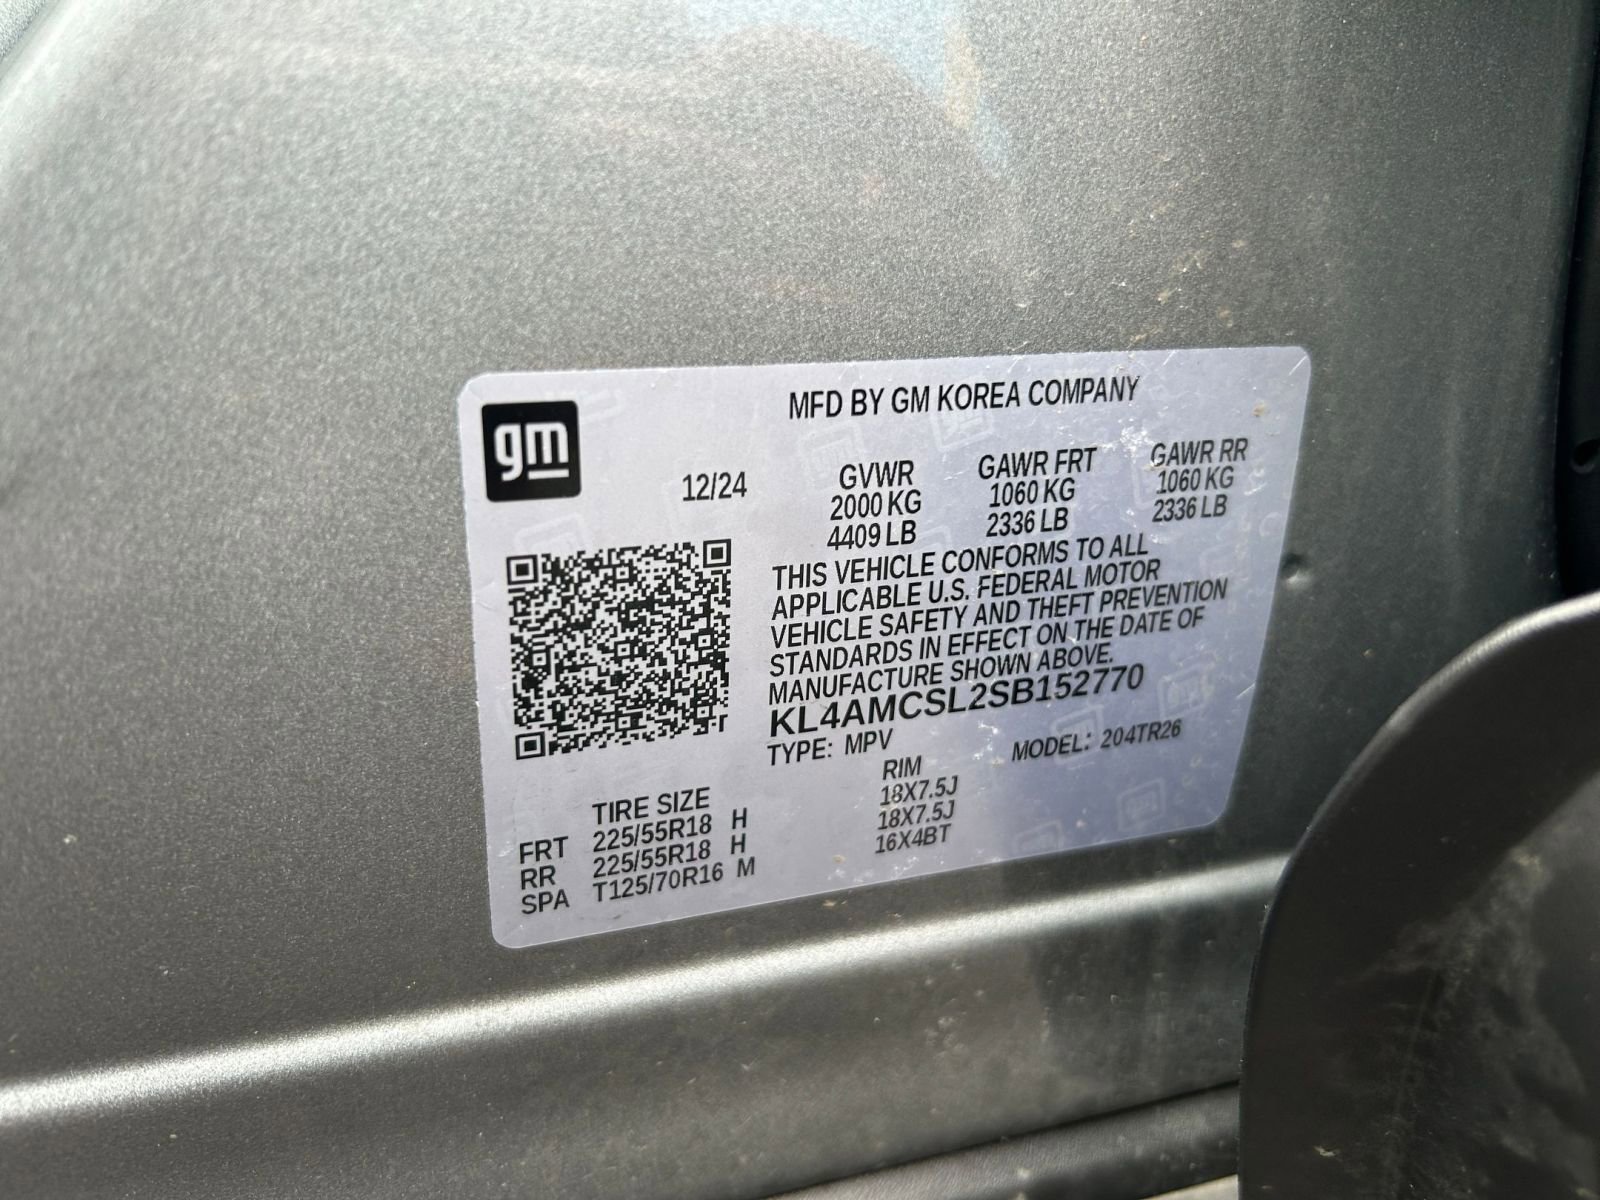 gm
MFD BY GM KOREA COMPANY
12/24
GVWR GAWR FRT GAWR RR
2000 KG 1060 KG 1060 KG
4409 LB 2336 LB 2336 LB
THIS VEHICLE CONFORMS TO ALL
APPLICABLE U.S. FEDERAL MOTOR
VEHICLE SAFETY AND THEFT PREVENTION
STANDARDS IN EFFECT ON THE DATE OF
MANUFACTURE SHOWN ABOVE.
KL4AMCSL2SB152770
TYPE: MPV MODEL: 204TR26
TIRE SIZE RIM
FRT 225/55R18 H 18X7.5J
RR 225/55R18 H 18X7.5J
SPA T125/70R16 M 16X4BT